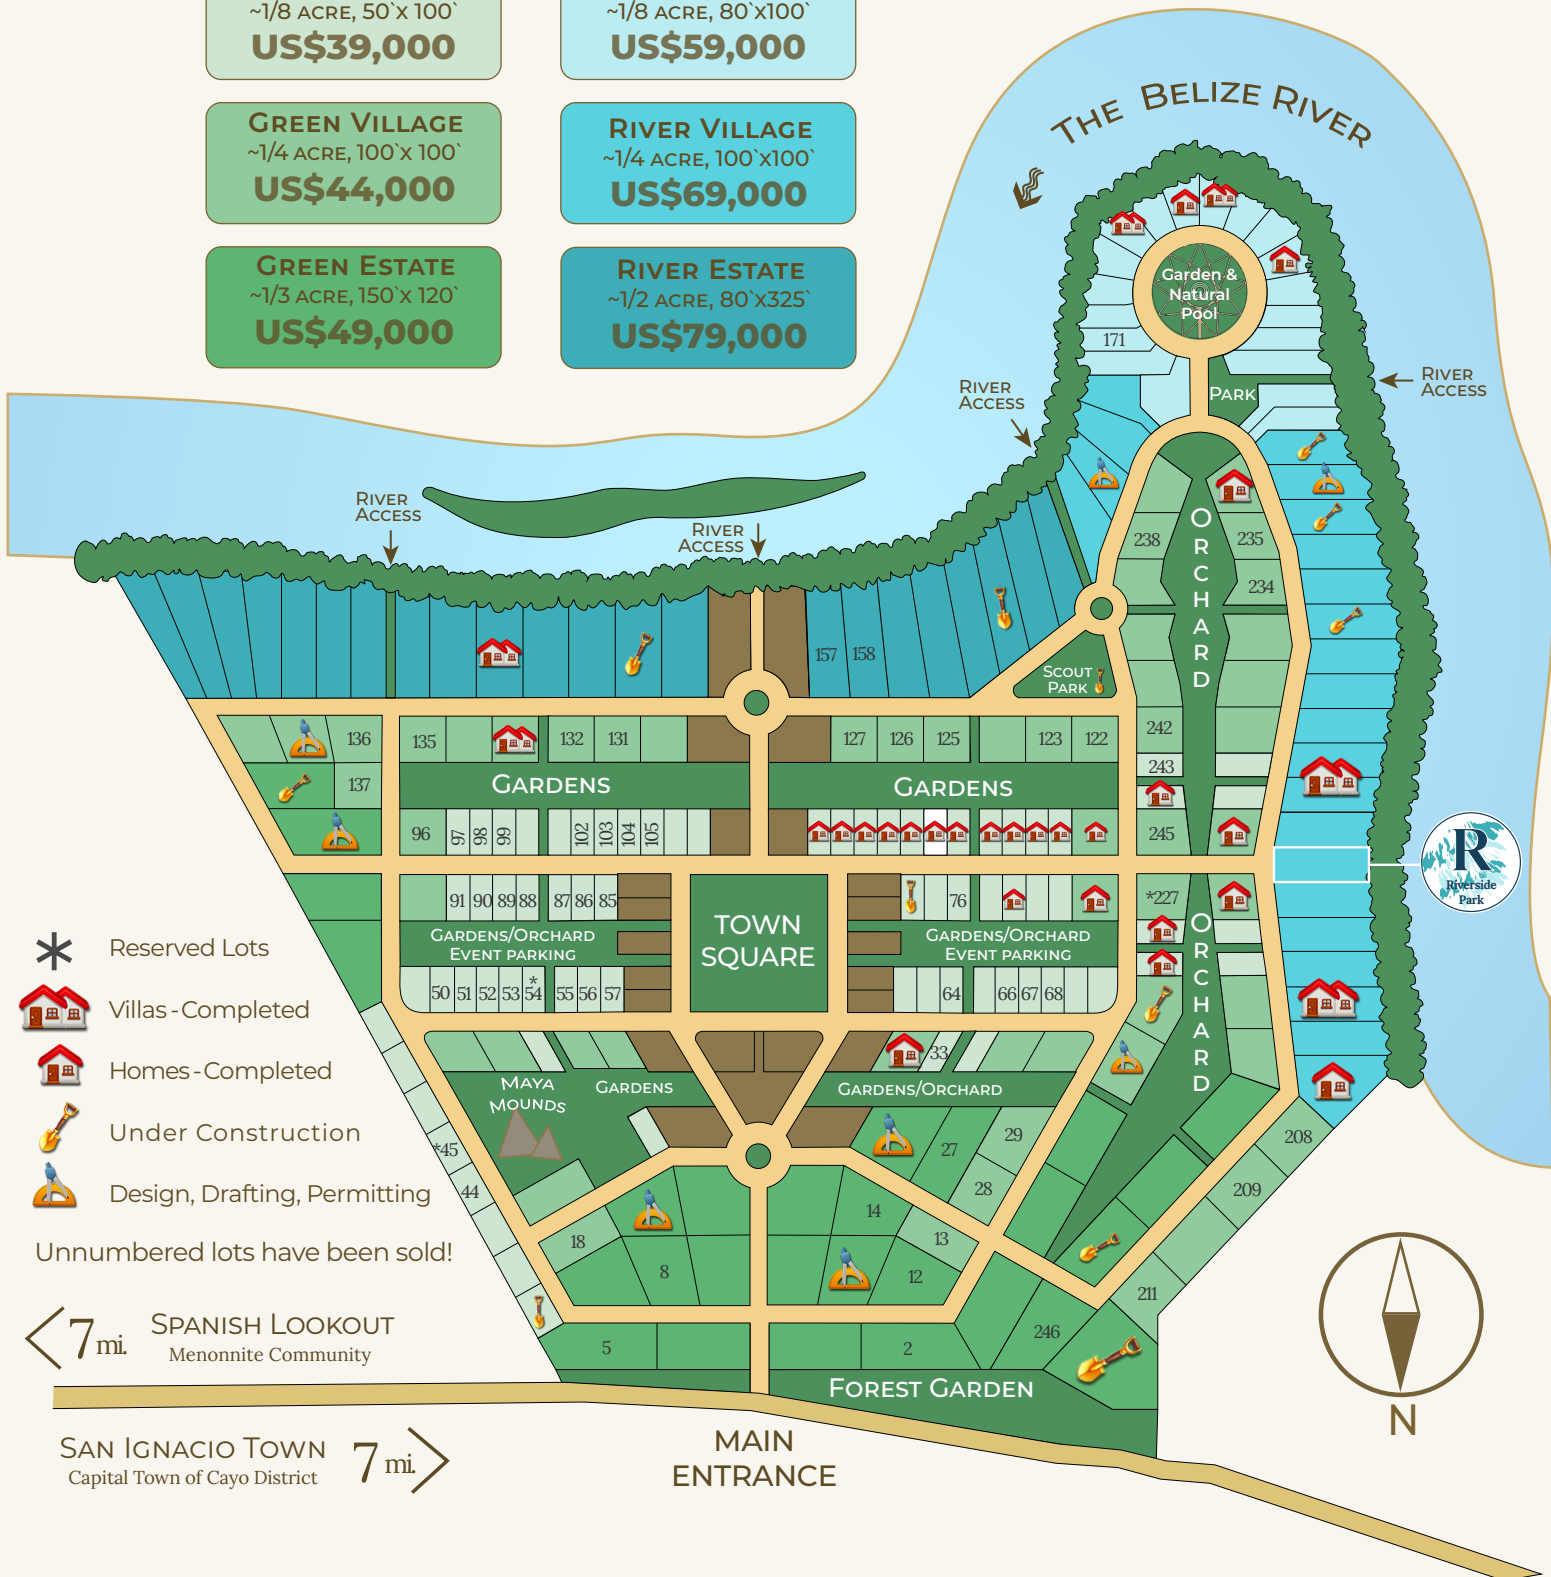 ~1/8 ACRE, 50`X 100`
US$39,000
~1/8 ACRE, 80`X100`
US$59,000
GREEN VILLAGE
~1/4 ACRE, 100`X 100`
US$44,000
RIVER VILLAGE
~1/4 ACRE, 100`X100`
US$69,000
GREEN ESTATE
~1/3 ACRE, 150`X 120`
US$49,000
RIVER ESTATE
~1/2 ACRE, 80`X325`
US$79,000
THE BELIZE RIVER
Garden &
Natural
Pool
171
PARK
RIVER
ACCESS
RIVER
ACCESS
RIVER
ACCESS
RIVER
ACCESS
ORCHARD
238
235
234
157 158
SCOUT
PARK
136
135
132 131
127 126 125
123 122
242
243
137
GARDENS
GARDENS
96 97 98 99
102 103 104 105
245
R
Riverside
Park
91 90 89 88
87 86 85
76
*227
TOWN
SQUARE
GARDENS/ORCHARD
EVENT PARKING
GARDENS/ORCHARD
EVENT PARKING
ORCHARD
50 51 52 53 *54
55 56 57
64
66 67 68
33
MAYA
MOUNDS
GARDENS
GARDENS/ORCHARD
*45
44
27
29
28
208
209
211
14
13
12
18
8
5
2
246
* Reserved Lots
Villas-Completed
Homes-Completed
Under Construction
Design, Drafting, Permitting
Unnumbered lots have been sold!
7 mi. SPANISH LOOKOUT
Menonnite Community
FOREST GARDEN
SAN IGNACIO TOWN 7 mi.
Capital Town of Cayo District
MAIN
ENTRANCE
N